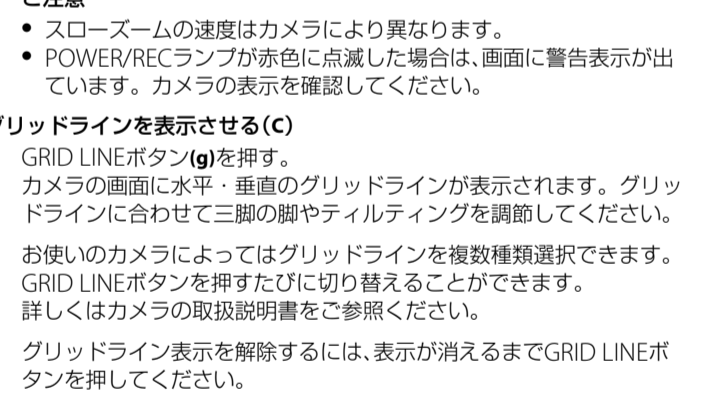 ご注意
• スローズームの速度はカメラにより異なります。
• POWER/RECランプが赤色に点滅した場合は、画面に警告表示が出
ています。カメラの表示を確認してください。
グリッドラインを表示させる（C）
GRID LINEボタン(g)を押す。
カメラの画面に水平・垂直のグリッドラインが表示されます。グリッ
ドラインに合わせて三脚の脚やティルティングを調節してください。
お使いのカメラによってはグリッドラインを複数種類選択できます。
GRID LINEボタンを押すたびに切り替えることができます。
詳しくはカメラの取扱説明書をご参照ください。
グリッドライン表示を解除するには、表示が消えるまでGRID LINEボ
タンを押してください。